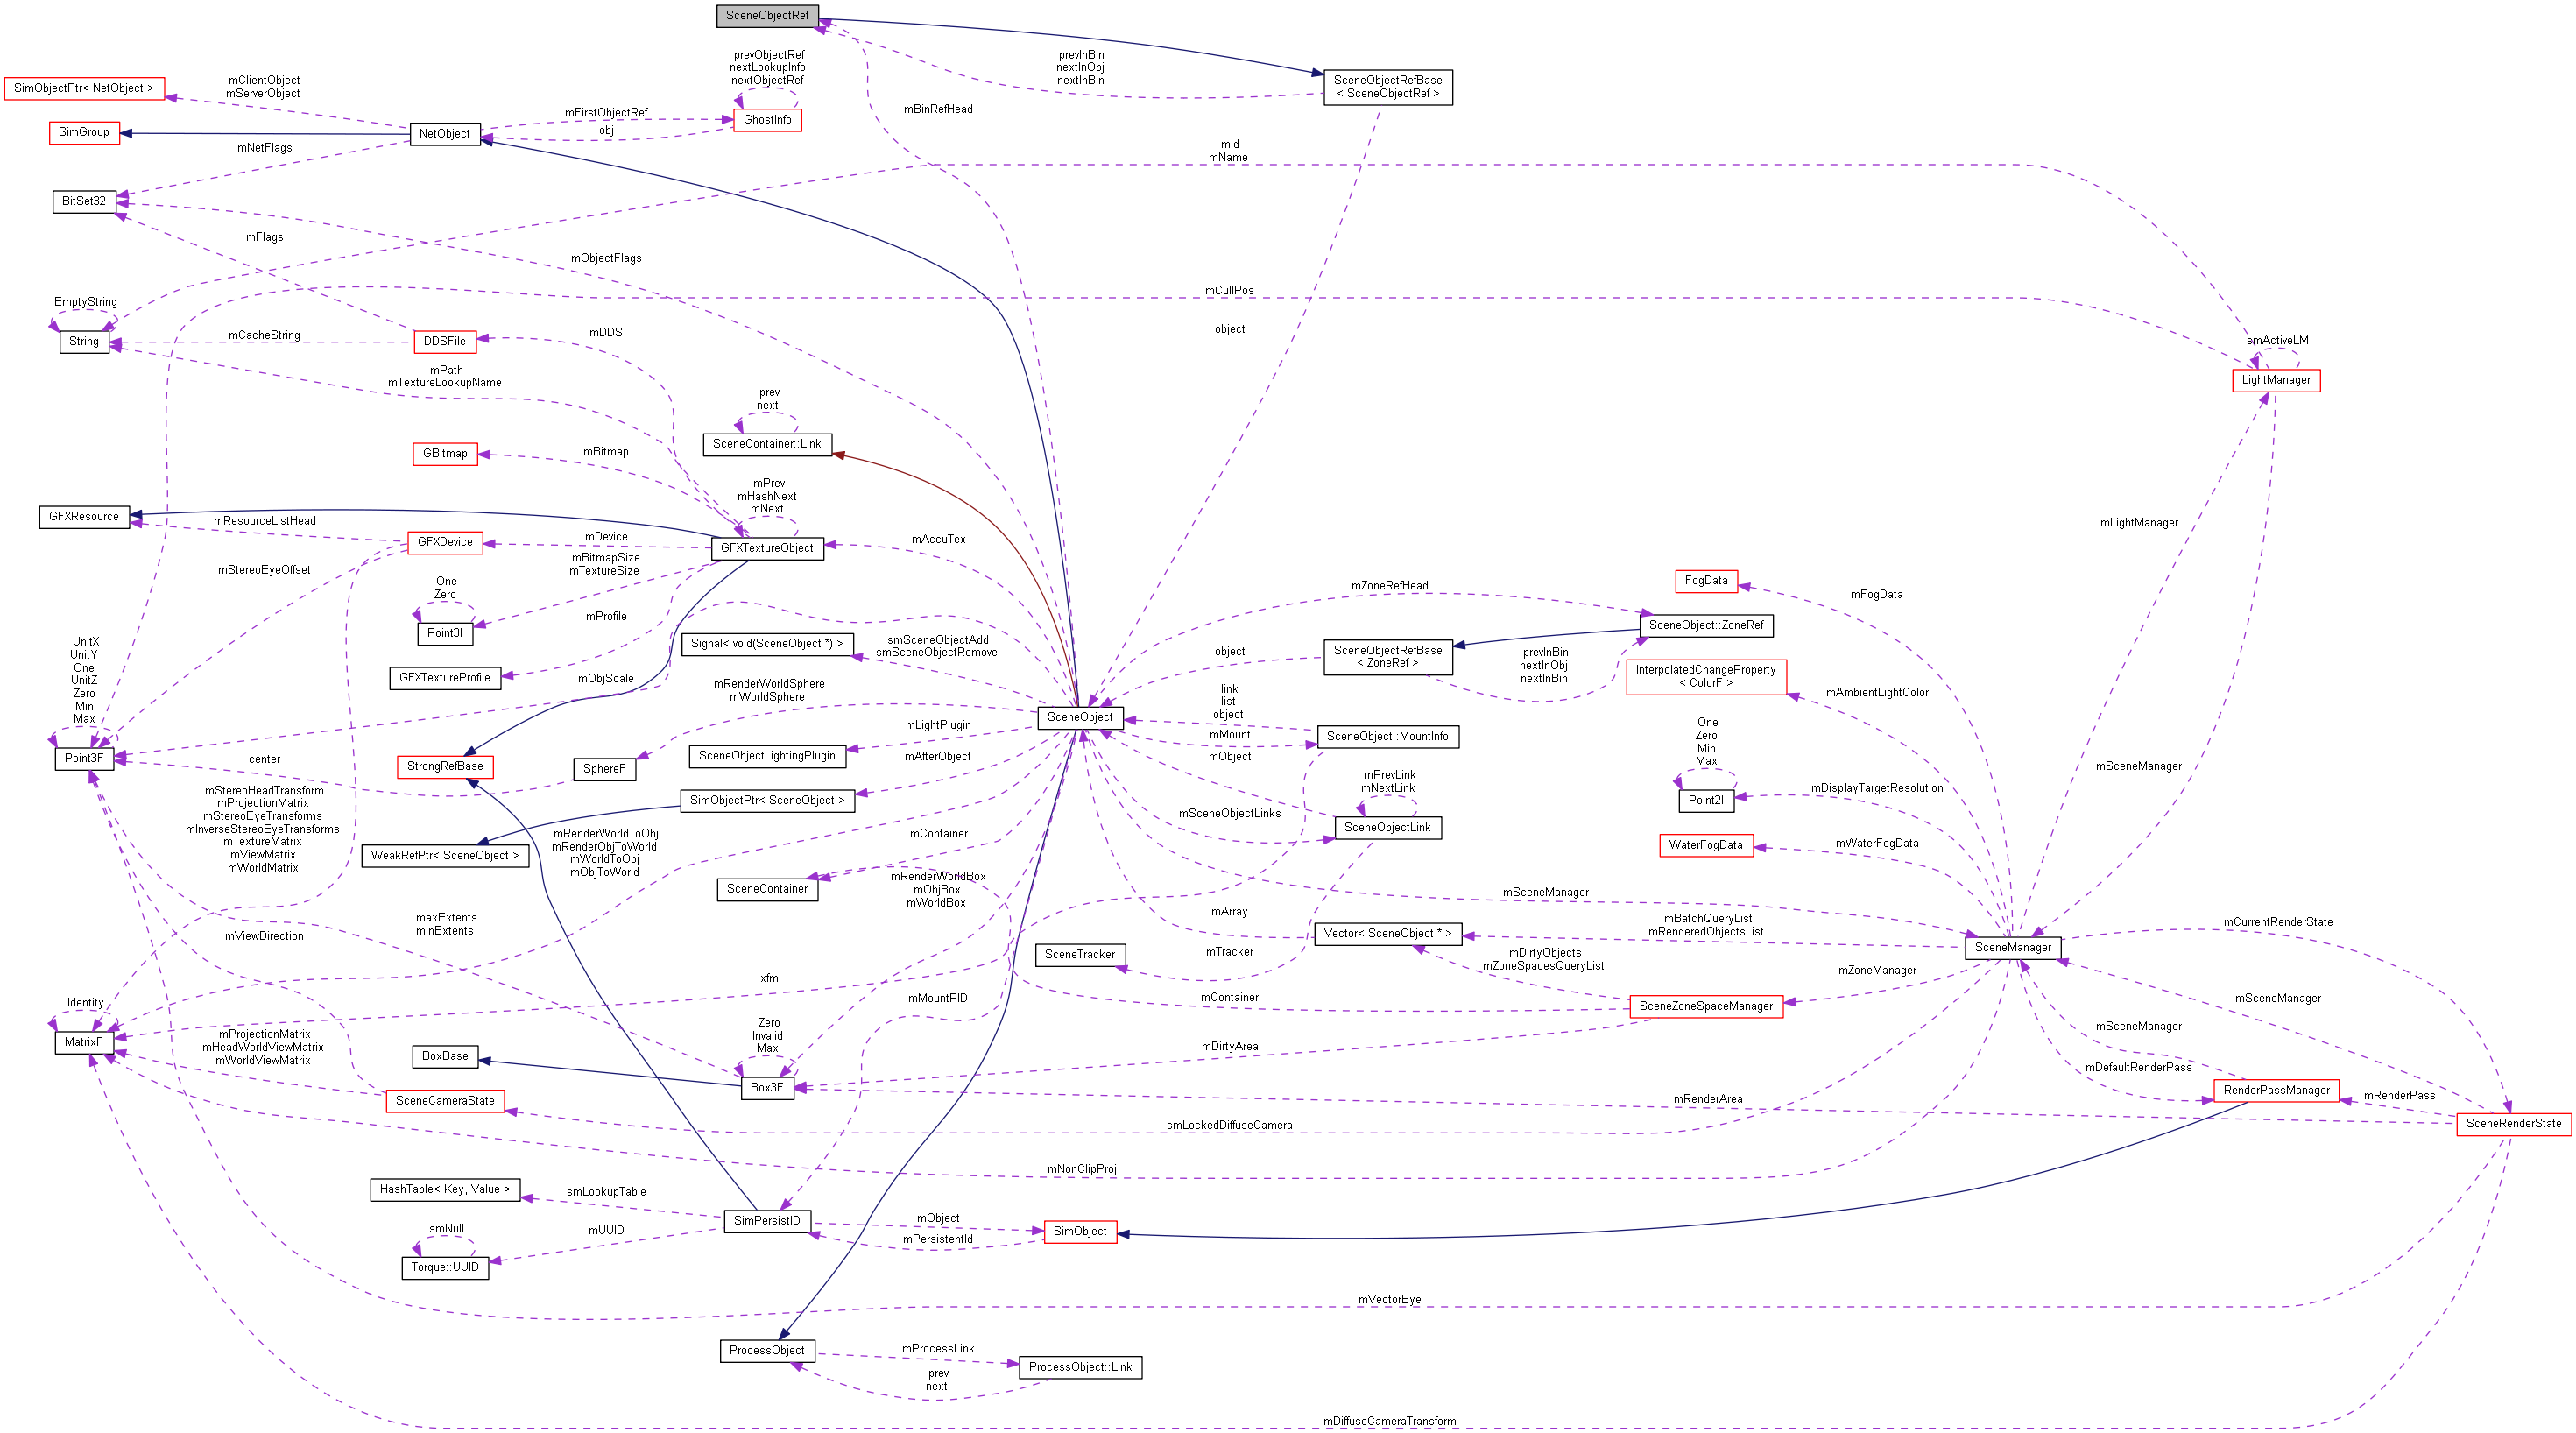 SceneObjectRef
prevObjectRef
nextLookupInfo
nextObjectRef
prevInBin
nextInObj
nextInBin
SceneObjectRefBase
< SceneObjectRef >
mClientObject
mServerObject
SimObjectPtr< NetObject >
mBinRefHead
mFirstObjectRef
GhostInfo
SimGroup
NetObject
obj
mId
mName
mNetFlags
BitSet32
mFlags
mObjectFlags
mCullPos
EmptyString
String
mCacheString
DDSFile
mDDS
object
smActiveLM
LightManager
mPath
mTextureLookupName
prev
next
SceneContainer::Link
GBitmap
mBitmap
mPrev
mHashNext
mNext
GFXResource
mResourceListHead
GFXDevice
mDevice
GFXTextureObject
mAccuTex
mLightManager
mBitmapSize
mTextureSize
mStereoEyeOffset
One
Zero
Point3I
mProfile
mZoneRefHead
FogData
mFogData
SceneObject::ZoneRef
Signal< void(SceneObject *) >
smSceneObjectAdd
smSceneObjectRemove
object
SceneObjectRefBase
< ZoneRef >
prevInBin
nextInObj
nextInBin
InterpolatedChangeProperty
< ColorF >
mAmbientLightColor
UnitX
UnitY
One
UnitZ
Zero
Min
Max
GFXTextureProfile
mObjScale
mRenderWorldSphere
mWorldSphere
SceneObject
link
list
object
mMount
SceneObject::MountInfo
One
Zero
Min
Max
Point2I
mDisplayTargetResolution
mSceneManager
Point3F
center
StrongRefBase
SphereF
SceneObjectLightingPlugin
mLightPlugin
mAfterObject
mObject
mPrevLink
mNextLink
SimObjectPtr< SceneObject >
mSceneObjectLinks
SceneObjectLink
mStereoHeadTransform
mProjectionMatrix
mStereoEyeTransforms
mInverseStereoEyeTransforms
mTextureMatrix
mViewMatrix
mWorldMatrix
WeakRefPtr< SceneObject >
mRenderWorldToObj
mRenderObjToWorld
mWorldToObj
mObjToWorld
mContainer
WaterFogData
mWaterFogData
SceneContainer
mRenderWorldBox
mObjBox
mWorldBox
mSceneManager
mArray
maxExtents
minExtents
mViewDirection
Vector< SceneObject * >
mBatchQueryList
mRenderedObjectsList
SceneManager
mCurrentRenderState
SceneTracker
mTracker
mDirtyObjects
mZoneSpacesQueryList
mZoneManager
xfm
mMountPID
mContainer
SceneZoneSpaceManager
mSceneManager
Identity
MatrixF
mProjectionMatrix
mHeadWorldViewMatrix
mWorldViewMatrix
BoxBase
Zero
Invalid
Max
Box3F
mDirtyArea
mSceneManager
mDefaultRenderPass
SceneCameraState
mRenderArea
RenderPassManager
mRenderPass
SceneRenderState
smLockedDiffuseCamera
mNonClipProj
HashTable< Key, Value >
smLookupTable
SimPersistID
mObject
mPersistentId
SimObject
smNull
mUUID
Torque::UUID
mVectorEye
ProcessObject
mProcessLink
ProcessObject::Link
prev
next
mDiffuseCameraTransform